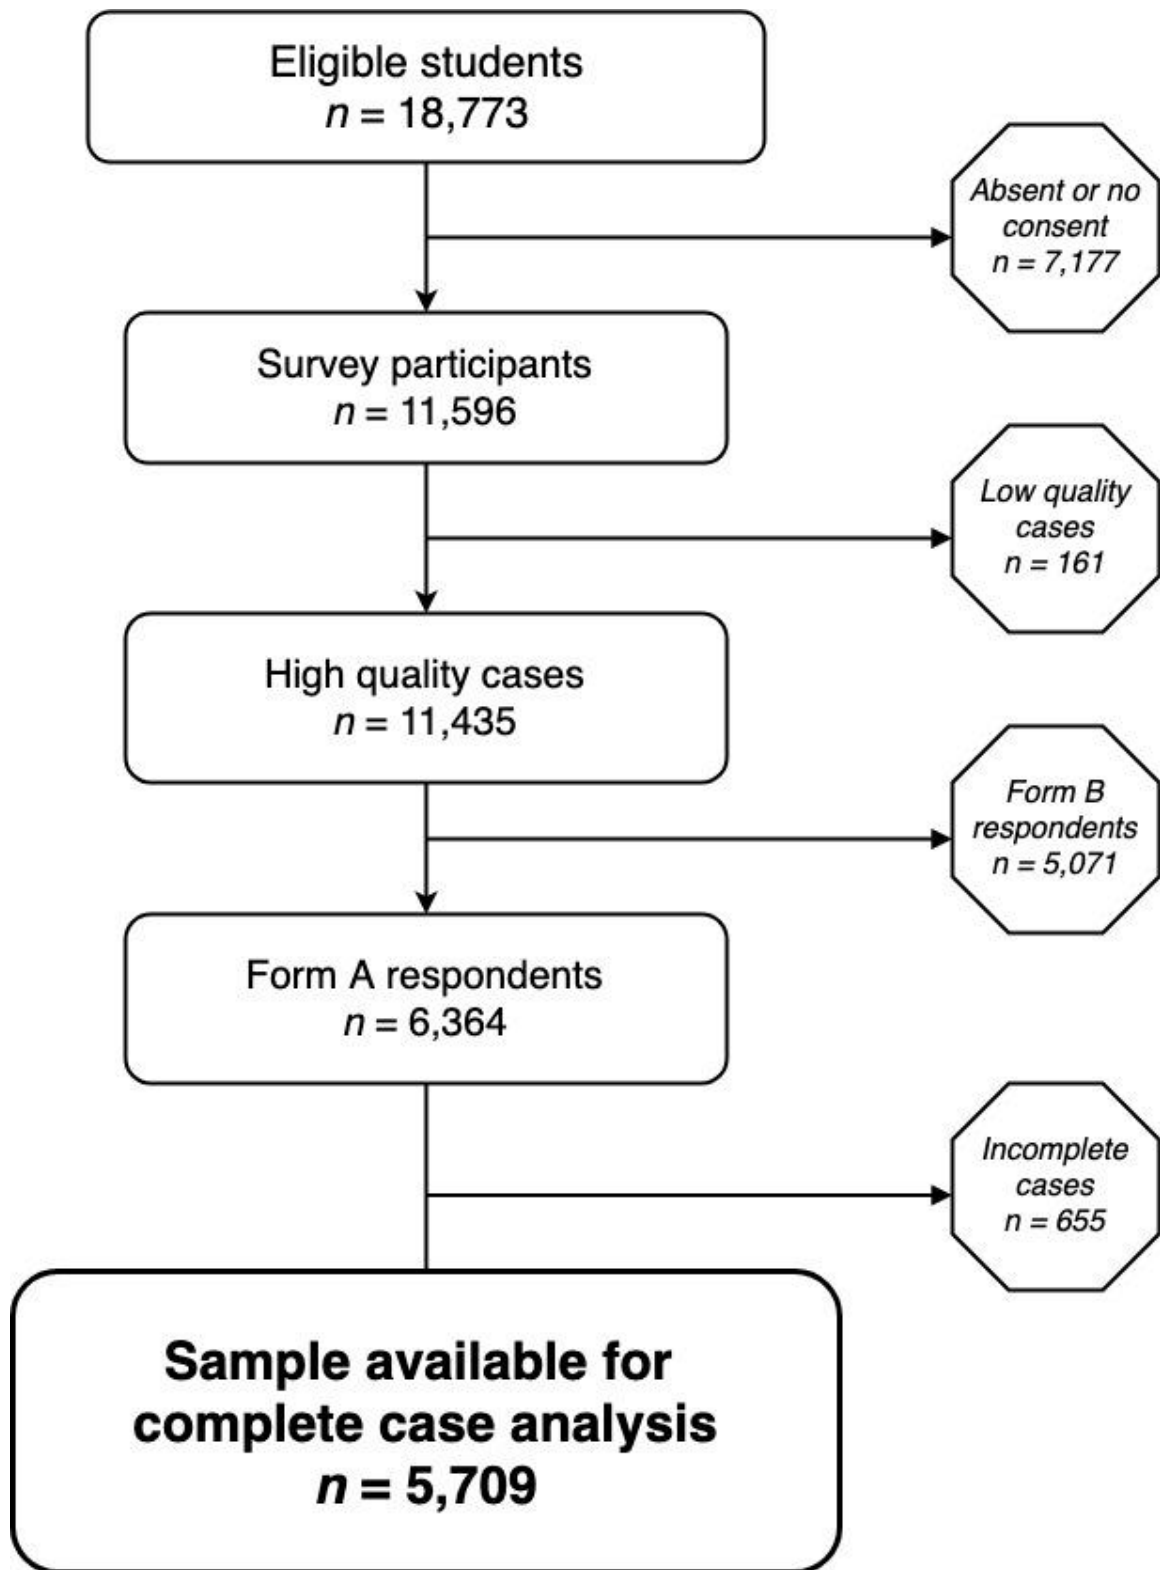 Eligible students
n = 18,773
Absent or no
consent
n = 7,177
Survey participants
n = 11,596
Low quality
cases
n = 161
High quality cases
n = 11,435
Form B
respondents
n = 5,071
Form A respondents
n = 6,364
Incomplete
cases
n = 655
Sample available for
complete case analysis
n = 5,709